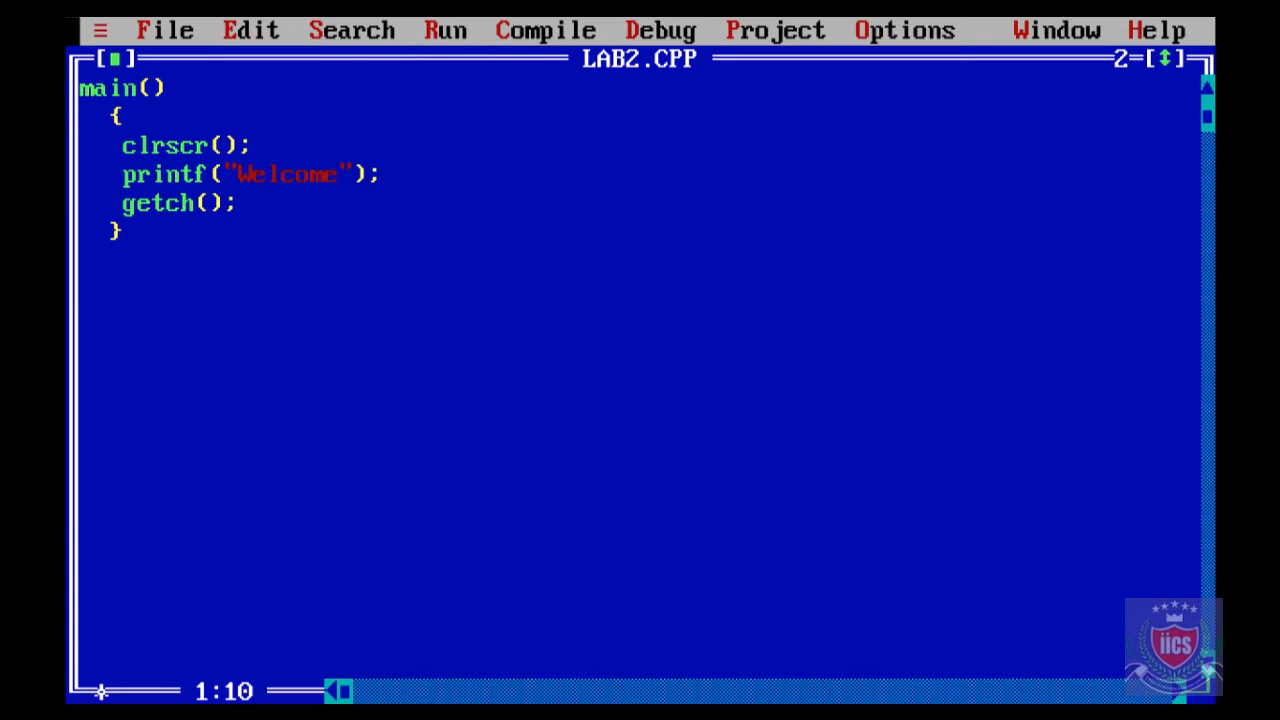 ≡ File Edit Search Run Compile Debug Project Options Window Help
[■] LAB2.CPP 2=[↕]
main()
{
clrscr();
printf("Welcome");
getch();
}
1:10
iics